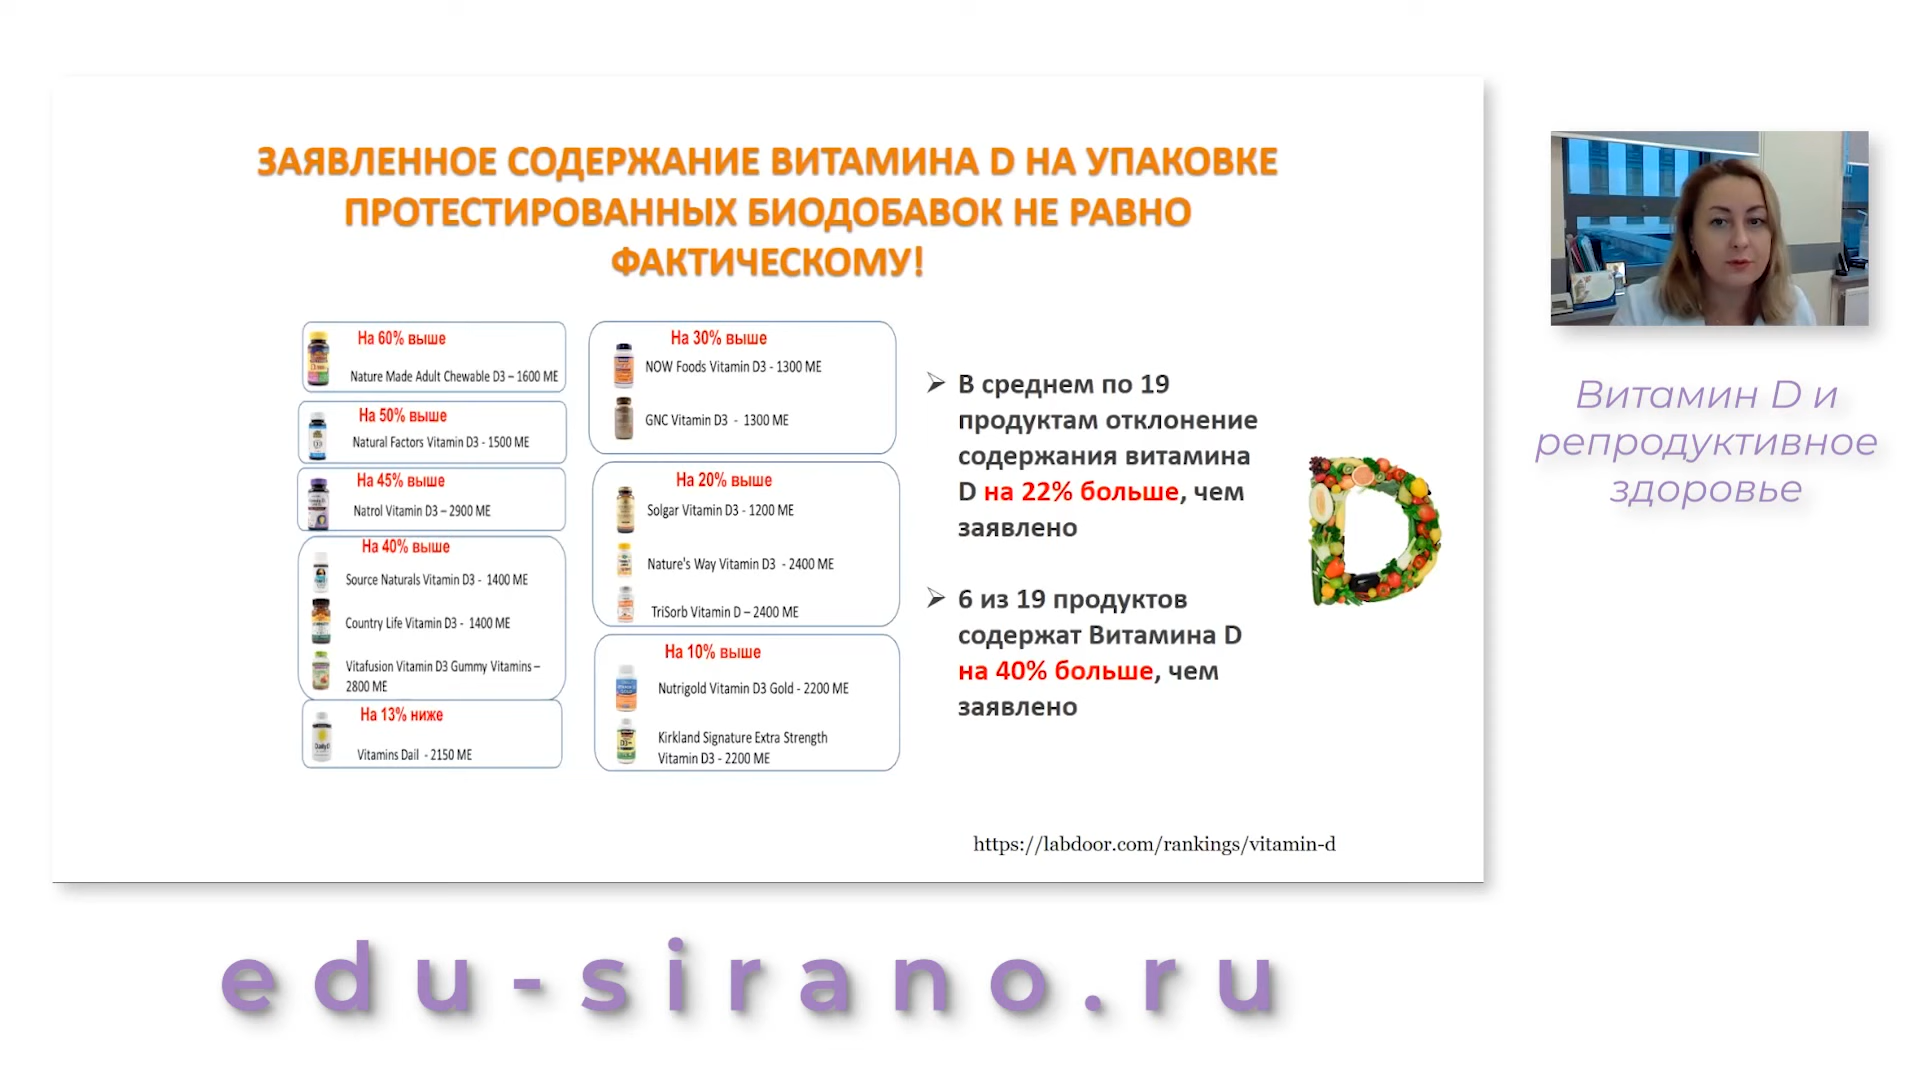 ЗАЯВЛЕННОЕ СОДЕРЖАНИЕ ВИТАМИНА D НА УПАКОВКЕ
ПРОТЕСТИРОВАННЫХ БИОДОБАВОК НЕ РАВНО
ФАКТИЧЕСКОМУ!
На 60% выше
Nature Made Adult Chewable D3 – 1600 МЕ
На 50% выше
Natural Factors Vitamin D3 - 1500 МЕ
На 45% выше
Natrol Vitamin D3 – 2900 МЕ
На 40% выше
Source Naturals Vitamin D3 - 1400 МЕ
Country Life Vitamin D3 - 1400 МЕ
Vitafusion Vitamin D3 Gummy Vitamins –
2800 МЕ
На 13% ниже
Vitamins Dail - 2150 МЕ
На 30% выше
NOW Foods Vitamin D3 - 1300 МЕ
GNC Vitamin D3 - 1300 МЕ
На 20% выше
Solgar Vitamin D3 - 1200 МЕ
Nature's Way Vitamin D3 - 2400 МЕ
TriSorb Vitamin D – 2400 МЕ
На 10% выше
Nutrigold Vitamin D3 Gold - 2200 МЕ
Kirkland Signature Extra Strength
Vitamin D3 - 2200 МЕ
В среднем по 19
продуктам отклонение
содержания витамина
D на 22% больше, чем
заявлено
6 из 19 продуктов
содержат Витамина D
на 40% больше, чем
заявлено
D
https://labdoor.com/rankings/vitamin-d
Витамин D и
репродуктивное
здоровье
edu-sirano.ru